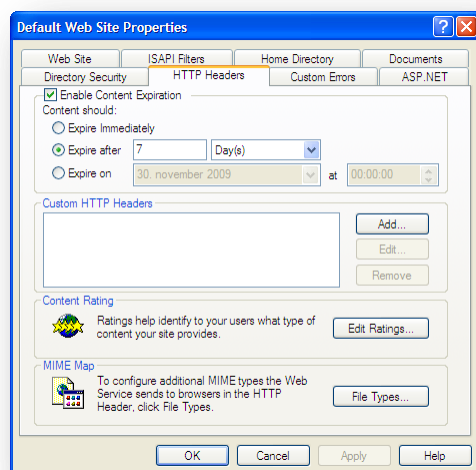 Default Web Site Properties
Web Site ISAPI Filters Home Directory Documents
Directory Security HTTP Headers Custom Errors ASP.NET
Enable Content Expiration
Content should:
Expire Immediately
Expire after 7 Day(s)
Expire on 30. november 2009 at 00:00:00
Custom HTTP Headers
Add...
Edit...
Remove
Content Rating
Ratings help identify to your users what type of
content your site provides.
Edit Ratings...
MIME Map
To configure additional MIME types the Web
Service sends to browsers in the HTTP
Header, click File Types.
File Types...
OK Cancel Apply Help